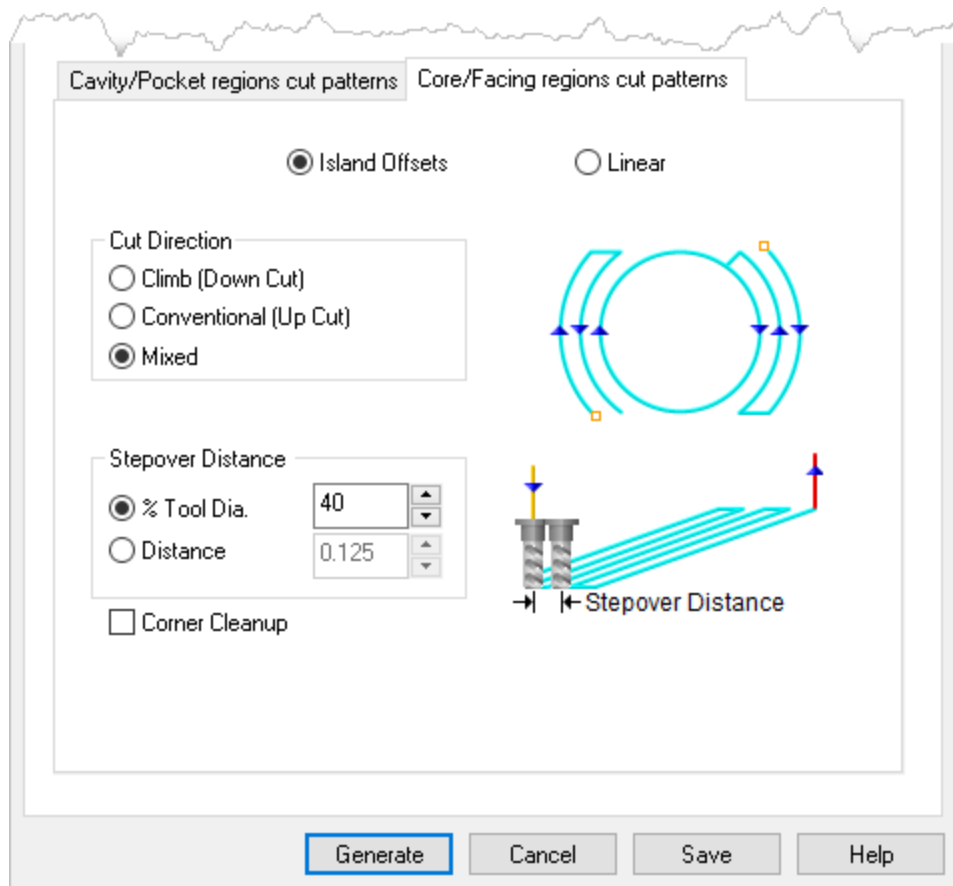 Cavity/Pocket regions cut patterns
Core/Facing regions cut patterns
Island Offsets
Linear
Cut Direction
Climb (Down Cut)
Conventional (Up Cut)
Mixed
Stepover Distance
% Tool Dia.
40
Distance
0.125
Stepover Distance
Corner Cleanup
Generate
Cancel
Save
Help